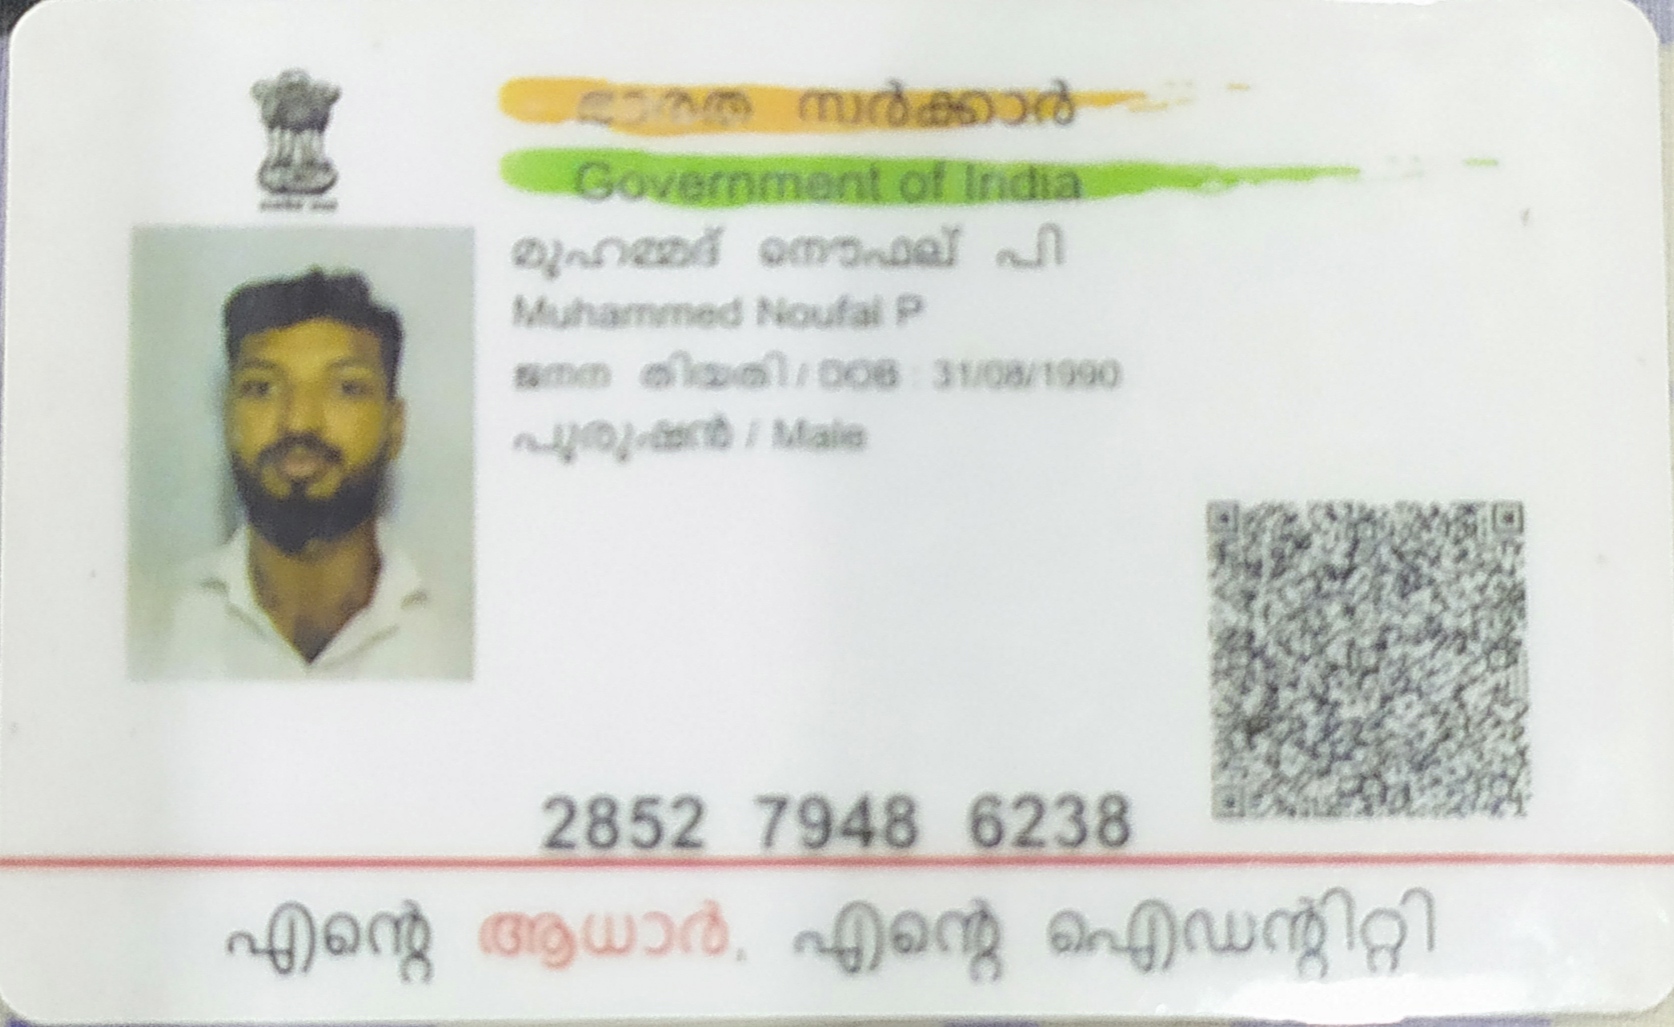 ഭാരത സർക്കാർ
Government of India
മുഹമ്മദ് നൌഫല് പി
Muhammed Noufal P
ജനന തിയതി / DOB : 31/08/1990
പുരുഷൻ / Male
2852 7948 6238
എന്റെ ആധാർ, എന്റെ ഐഡന്റിറ്റി